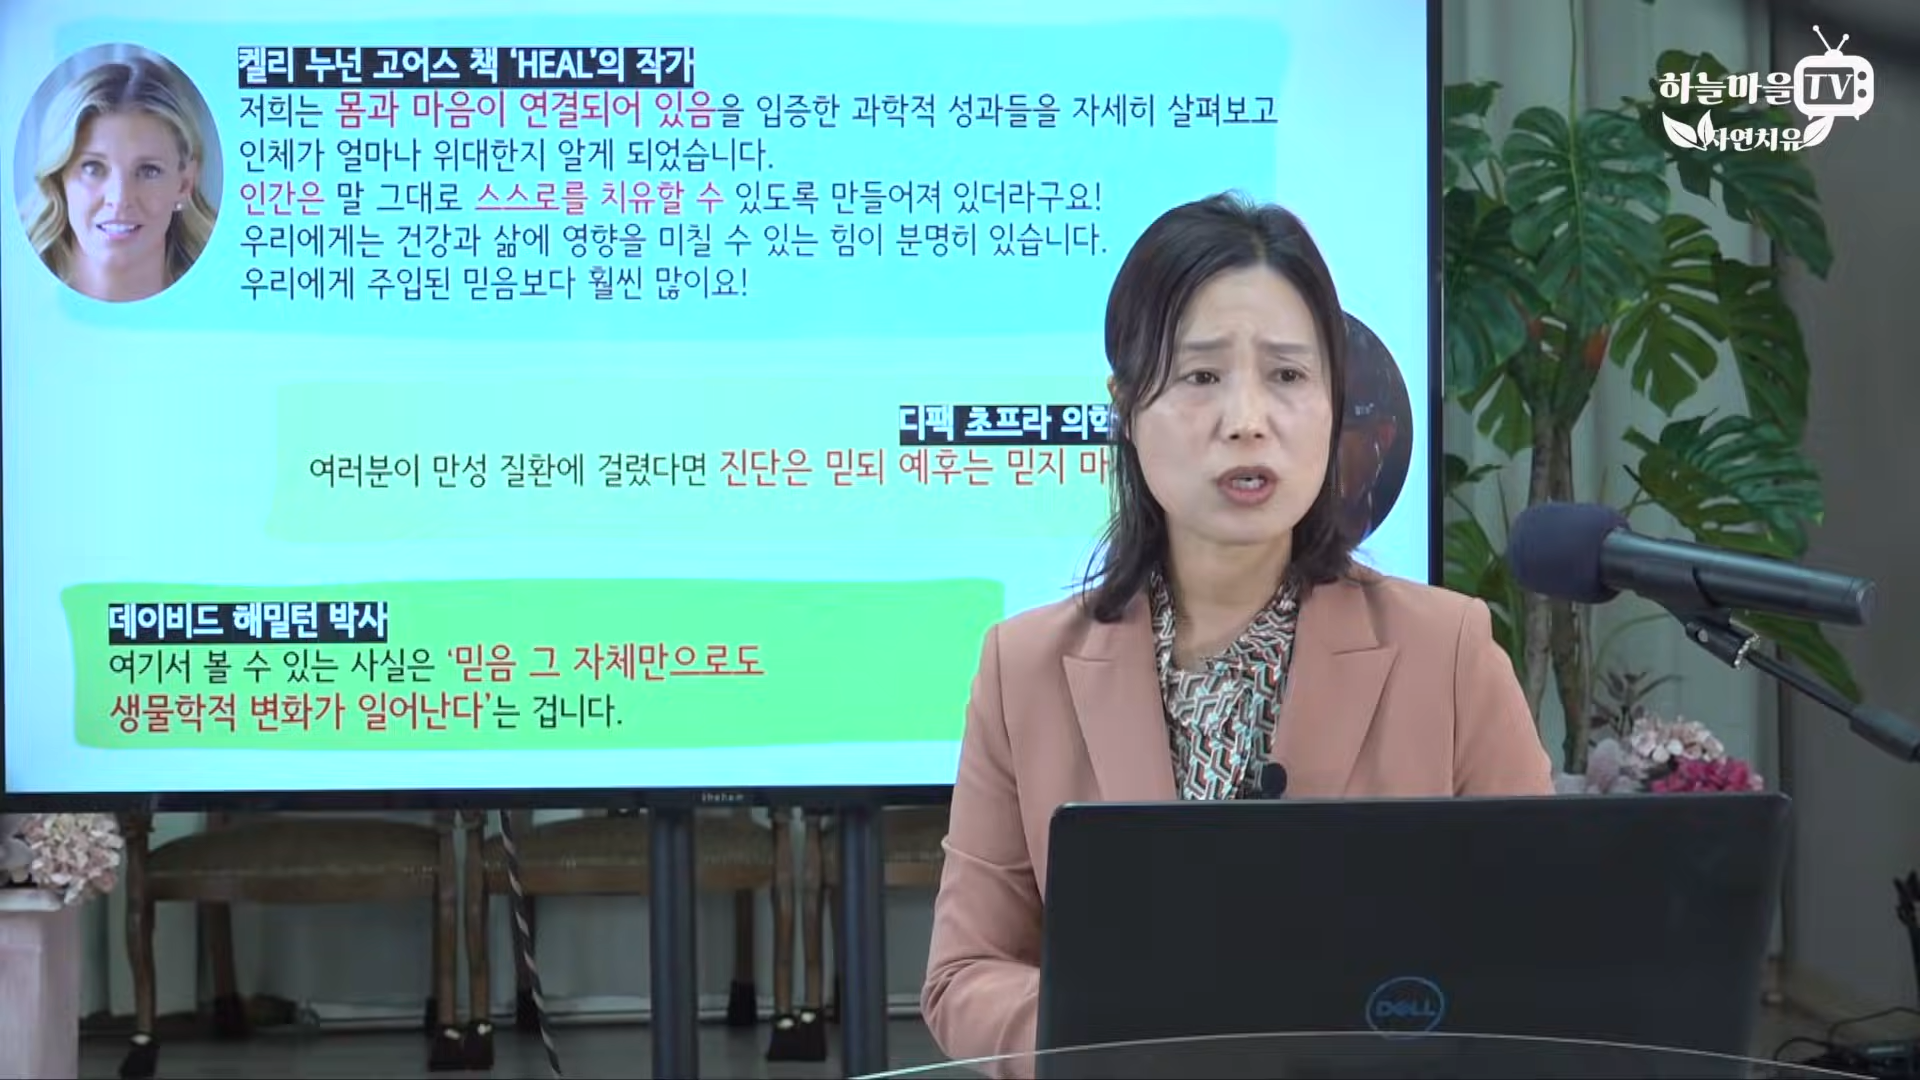 켈리 누넌 고어스 책 ‘HEAL’의 작가
저희는 몸과 마음이 연결되어 있음을 입증한 과학적 성과들을 자세히 살펴보고
인체가 얼마나 위대한지 알게 되었습니다.
인간은 말 그대로 스스로를 치유할 수 있도록 만들어져 있더라구요!
우리에게는 건강과 삶에 영향을 미칠 수 있는 힘이 분명히 있습니다.
우리에게 주입된 믿음보다 훨씬 많이요!
하늘마을TV
자연치유
디팩 초프라
여러분이 만성 질환에 걸렸다면 진단은 믿되 예후는 믿지
데이비드 해밀턴 박사
여기서 볼 수 있는 사실은 ‘믿음 그 자체만으로도
생물학적 변화가 일어난다’는 겁니다.
DELL